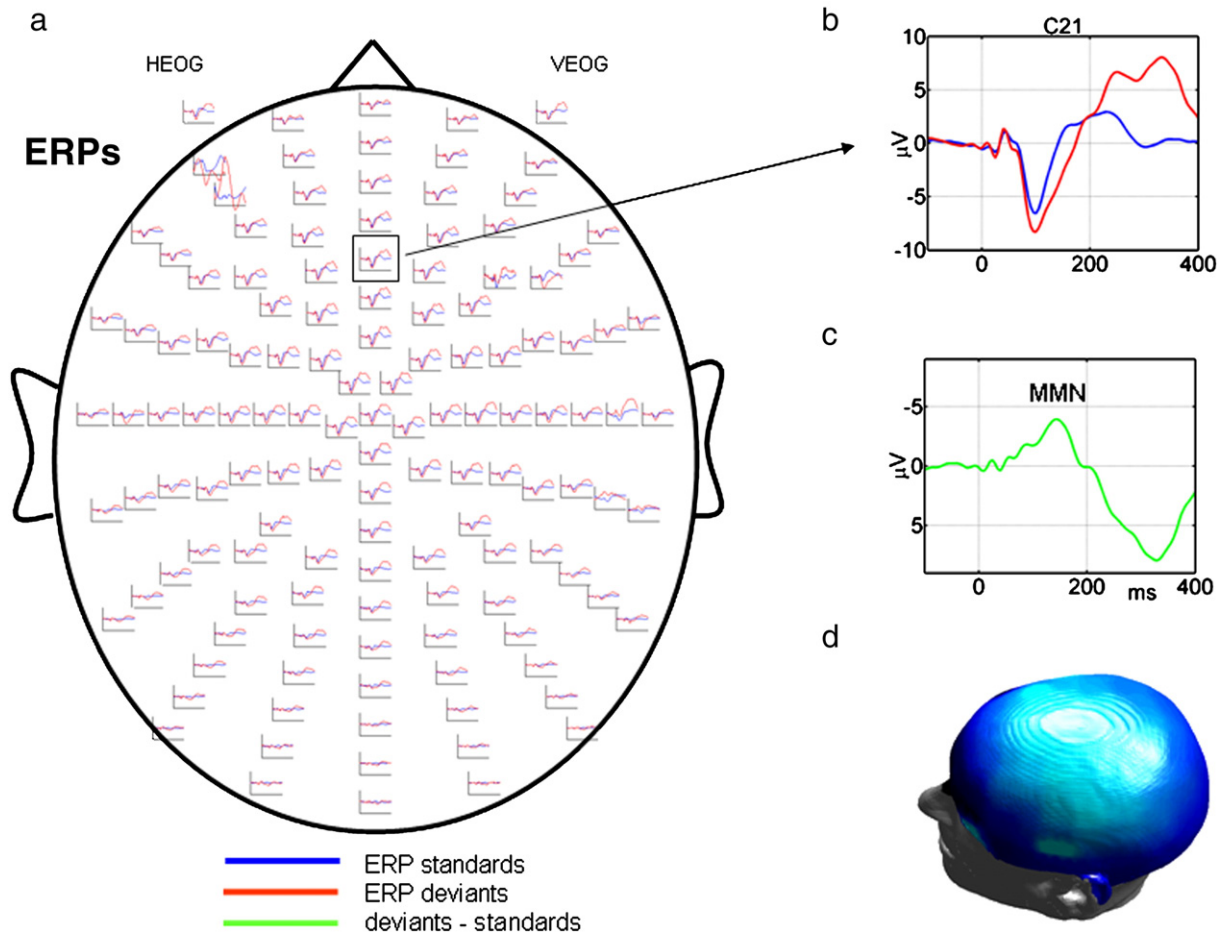 a
HEOG
VEOG
ERPs
ERP standards
ERP deviants
deviants - standards
b
C21
10
5
0
-5
-10
µV
0
200
400
c
MMN
-5
0
5
µV
0
200
ms
400
d